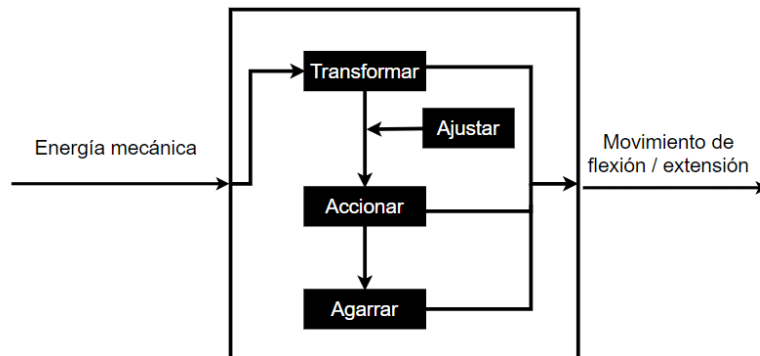 Transformar
Ajustar
Energía mecánica
Movimiento de
flexión / extensión
Accionar
Agarrar